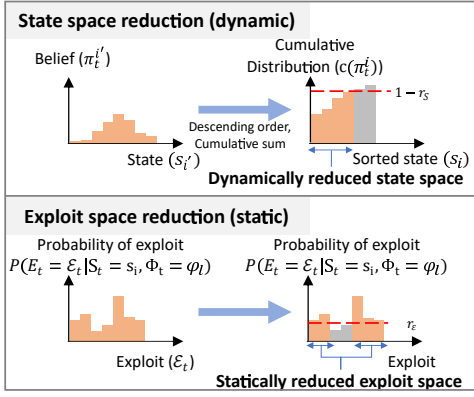 State space reduction (dynamic)
Belief (π_t^{i′})
Cumulative
Distribution (c(π_t^i))
1 − r_S
Descending order,
Cumulative sum
State (s_{i′})
Sorted state (s_i)
Dynamically reduced state space
Exploit space reduction (static)
Probability of exploit
P(E_t = ℰ_t|S_t = s_i, Φ_t = φ_l)
Probability of exploit
P(E_t = ℰ_t|S_t = s_i, Φ_t = φ_l)
r_ε
Exploit (ℰ_t)
Exploit
Statically reduced exploit space